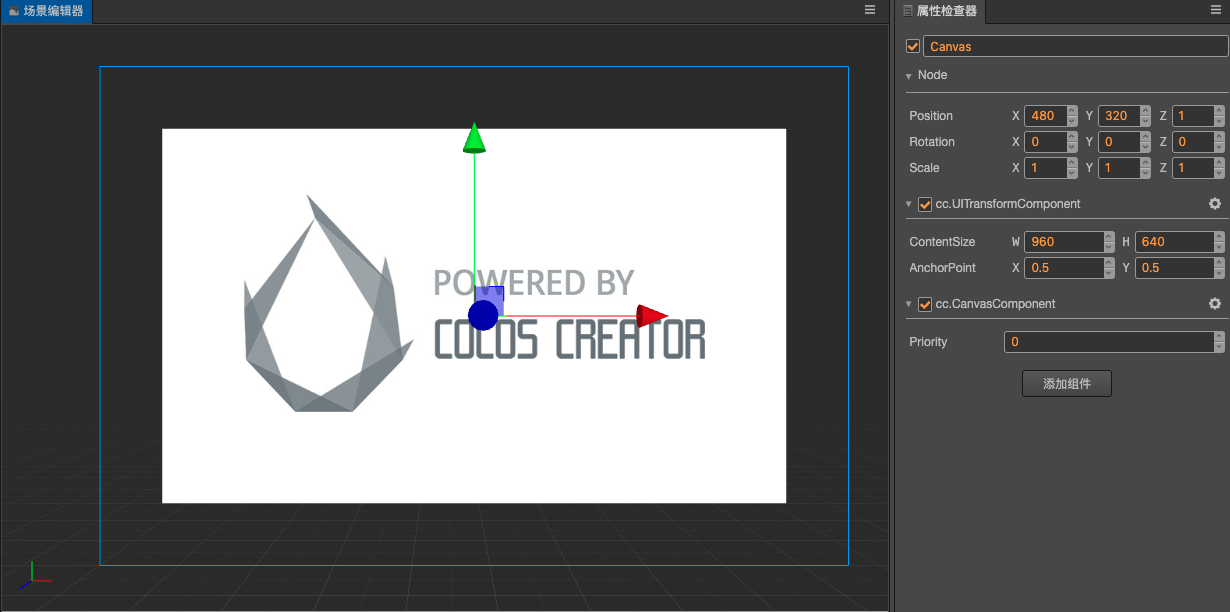 场景编辑器
POWERED BY
COCOS CREATOR
属性检查器
Canvas
Node
Position X 480 Y 320 Z 1
Rotation X 0 Y 0 Z 0
Scale X 1 Y 1 Z 1
cc.UITransformComponent
ContentSize W 960 H 640
AnchorPoint X 0.5 Y 0.5
cc.CanvasComponent
Priority 0
添加组件